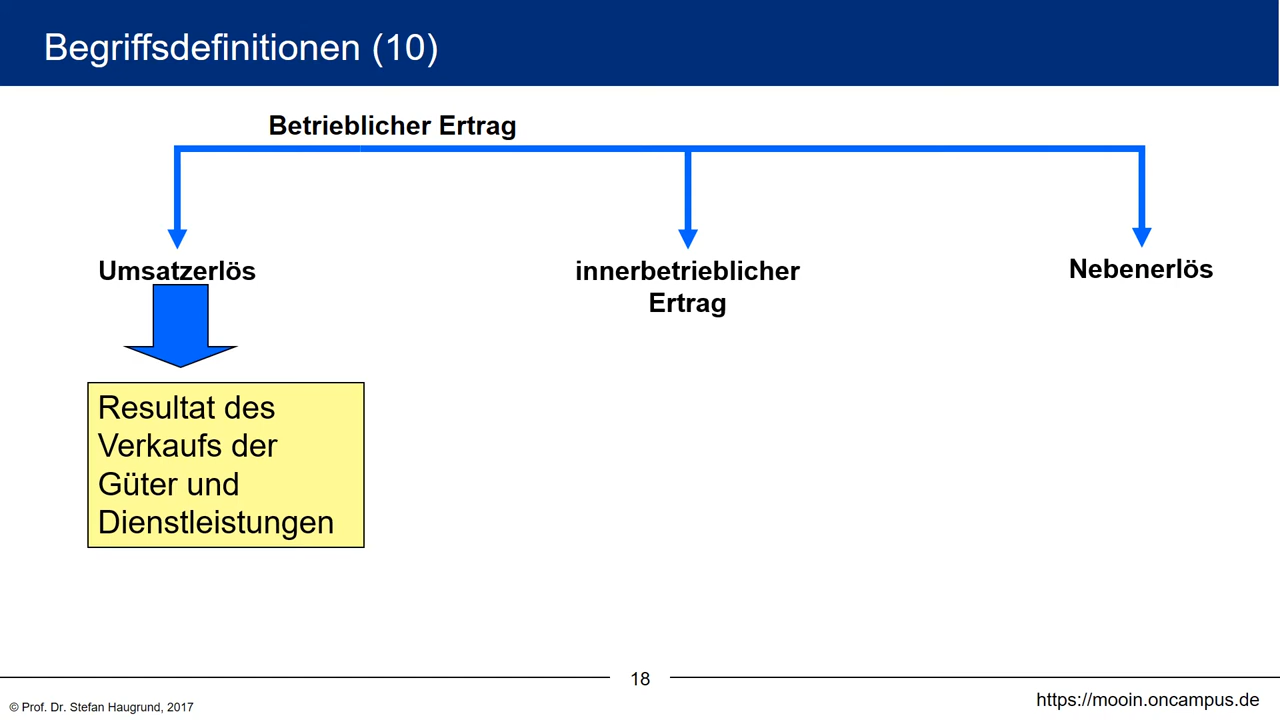 Begriffsdefinitionen (10)
Betrieblicher Ertrag
Umsatzerlös
innerbetrieblicher
Ertrag
Nebenerlös
Resultat des
Verkaufs der
Güter und
Dienstleistungen
18
© Prof. Dr. Stefan Haugrund, 2017
https://mooin.oncampus.de